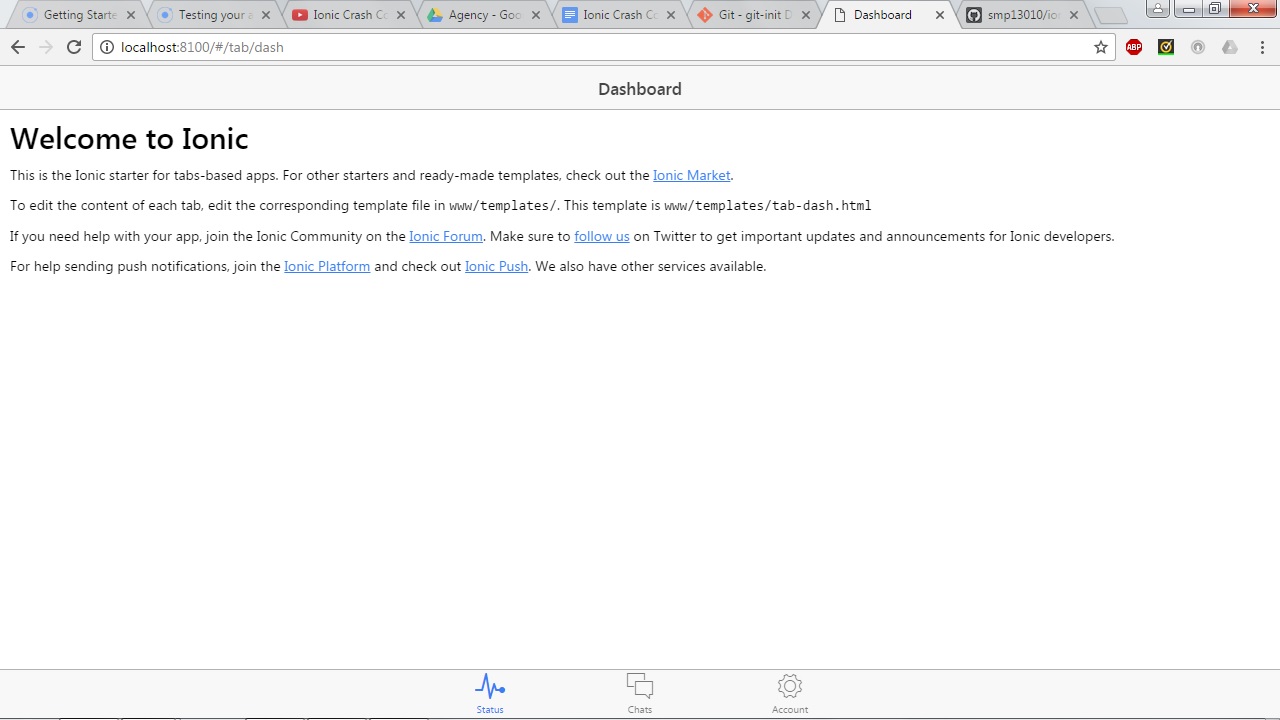 Getting Starte
Testing your a
Ionic Crash Co
Agency - Goo
Ionic Crash Co
Git - git-init D
Dashboard
smp13010/io
localhost:8100/#/tab/dash
ABP
Dashboard
Welcome to Ionic
This is the Ionic starter for tabs-based apps. For other starters and ready-made templates, check out the Ionic Market.
To edit the content of each tab, edit the corresponding template file in www/templates/. This template is www/templates/tab-dash.html
If you need help with your app, join the Ionic Community on the Ionic Forum. Make sure to follow us on Twitter to get important updates and announcements for Ionic developers.
For help sending push notifications, join the Ionic Platform and check out Ionic Push. We also have other services available.
Status
Chats
Account